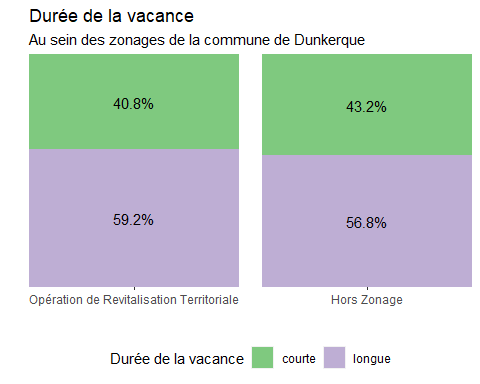 Durée de la vacance
Au sein des zonages de la commune de Dunkerque
40.8%
43.2%
59.2%
56.8%
Opération de Revitalisation Territoriale
Hors Zonage
Durée de la vacance courte longue